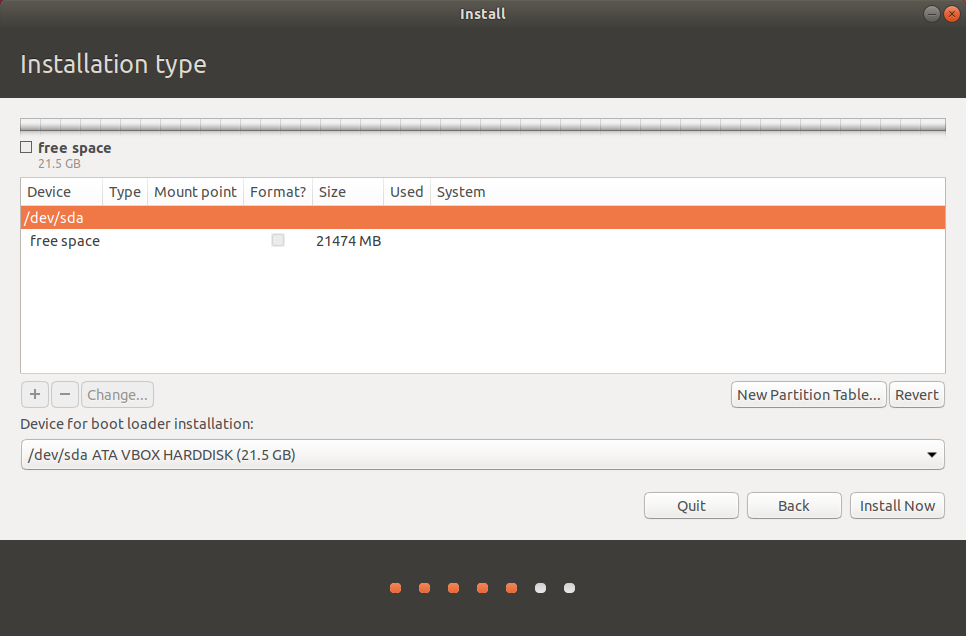 Install
Installation type
free space
21.5 GB
Device Type Mount point Format? Size Used System
/dev/sda
free space 21474 MB
+ − Change... New Partition Table... Revert
Device for boot loader installation:
/dev/sda ATA VBOX HARDDISK (21.5 GB)
Quit Back Install Now